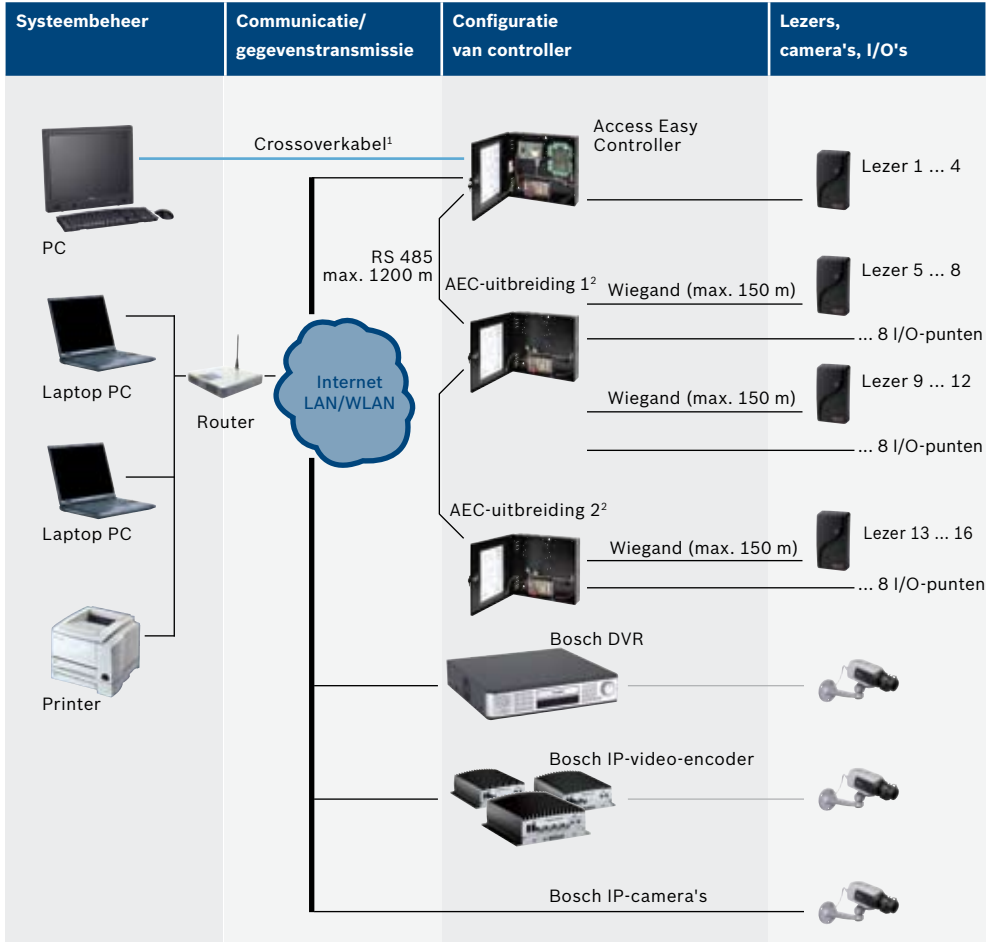 Systeembeheer
Communicatie/
gegevenstransmissie
Configuratie
van controller
Lezers,
camera's, I/O's
PC
Laptop PC
Laptop PC
Printer
Router
Crossoverkabel¹
RS 485
max. 1200 m
Internet
LAN/WLAN
Access Easy
Controller
Lezer 1 ... 4
AEC-uitbreiding 1²
Wiegand (max. 150 m)
Lezer 5 ... 8
... 8 I/O-punten
Wiegand (max. 150 m)
Lezer 9 ... 12
... 8 I/O-punten
AEC-uitbreiding 2²
Wiegand (max. 150 m)
Lezer 13 ... 16
... 8 I/O-punten
Bosch DVR
Bosch IP-video-encoder
Bosch IP-camera's